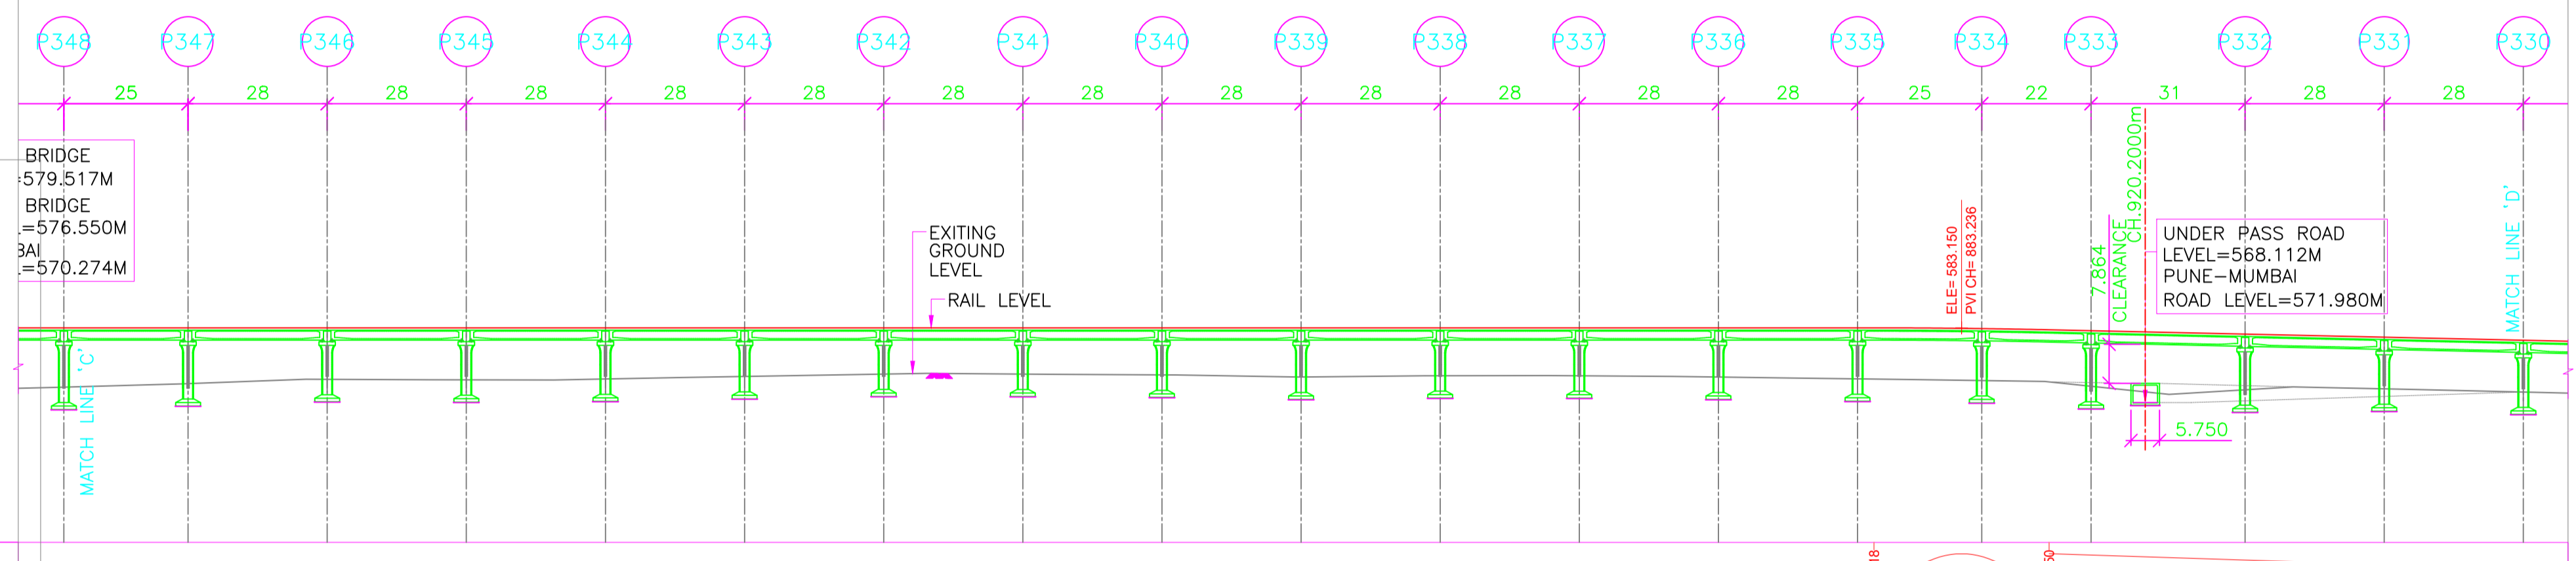 P348 P347 P346 P345 P344 P343 P342 P341 P340 P339 P338 P337 P336 P335 P334 P333 P332 P331 P330
25 28 28 28 28 28 28 28 28 28 28 28 28 25 22 31 28 28
BRIDGE
=579.517M
BRIDGE
=576.550M
BAI
=570.274M
MATCH LINE 'C'
EXITING
GROUND
LEVEL
RAIL LEVEL
ELE= 583.150
PVI CH= 883.236
7.864
CLEARANCE
CH.920.2000m
UNDER PASS ROAD
LEVEL=568.112M
PUNE-MUMBAI
ROAD LEVEL=571.980M
MATCH LINE 'D'
5.750